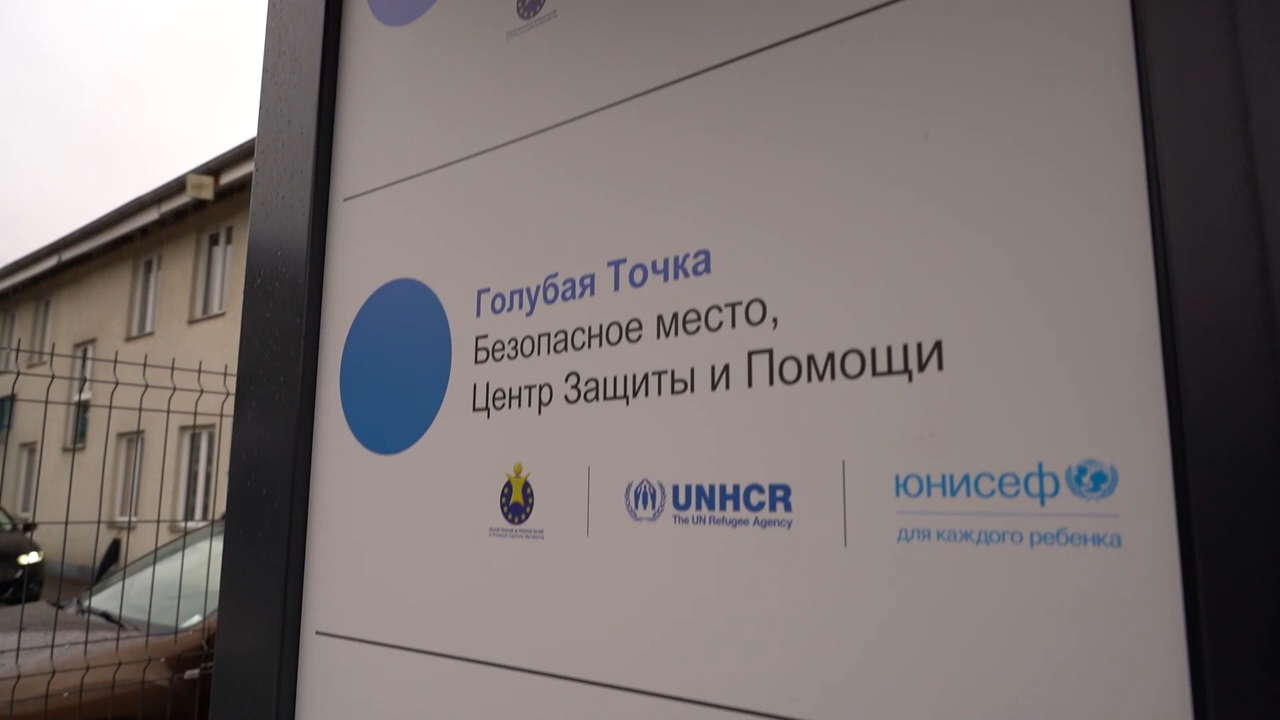 Голубая Точка
Безопасное место,
Центр Защиты и Помощи
UNHCR
The UN Refugee Agency
юнисеф
для каждого ребенка